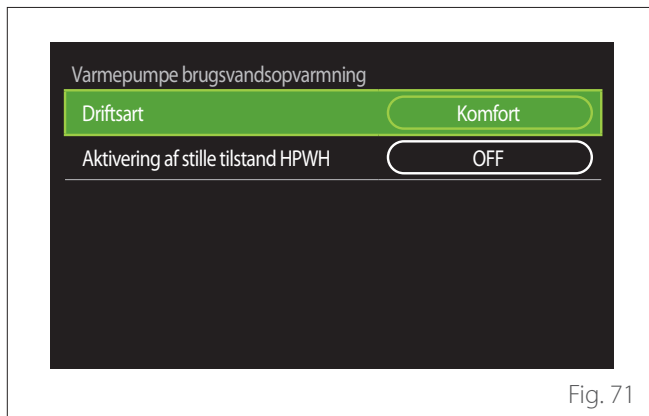 Varmepumpe brugsvandsopvarmning
Driftsart Komfort
Aktivering af stille tilstand HPWH OFF
Fig. 71